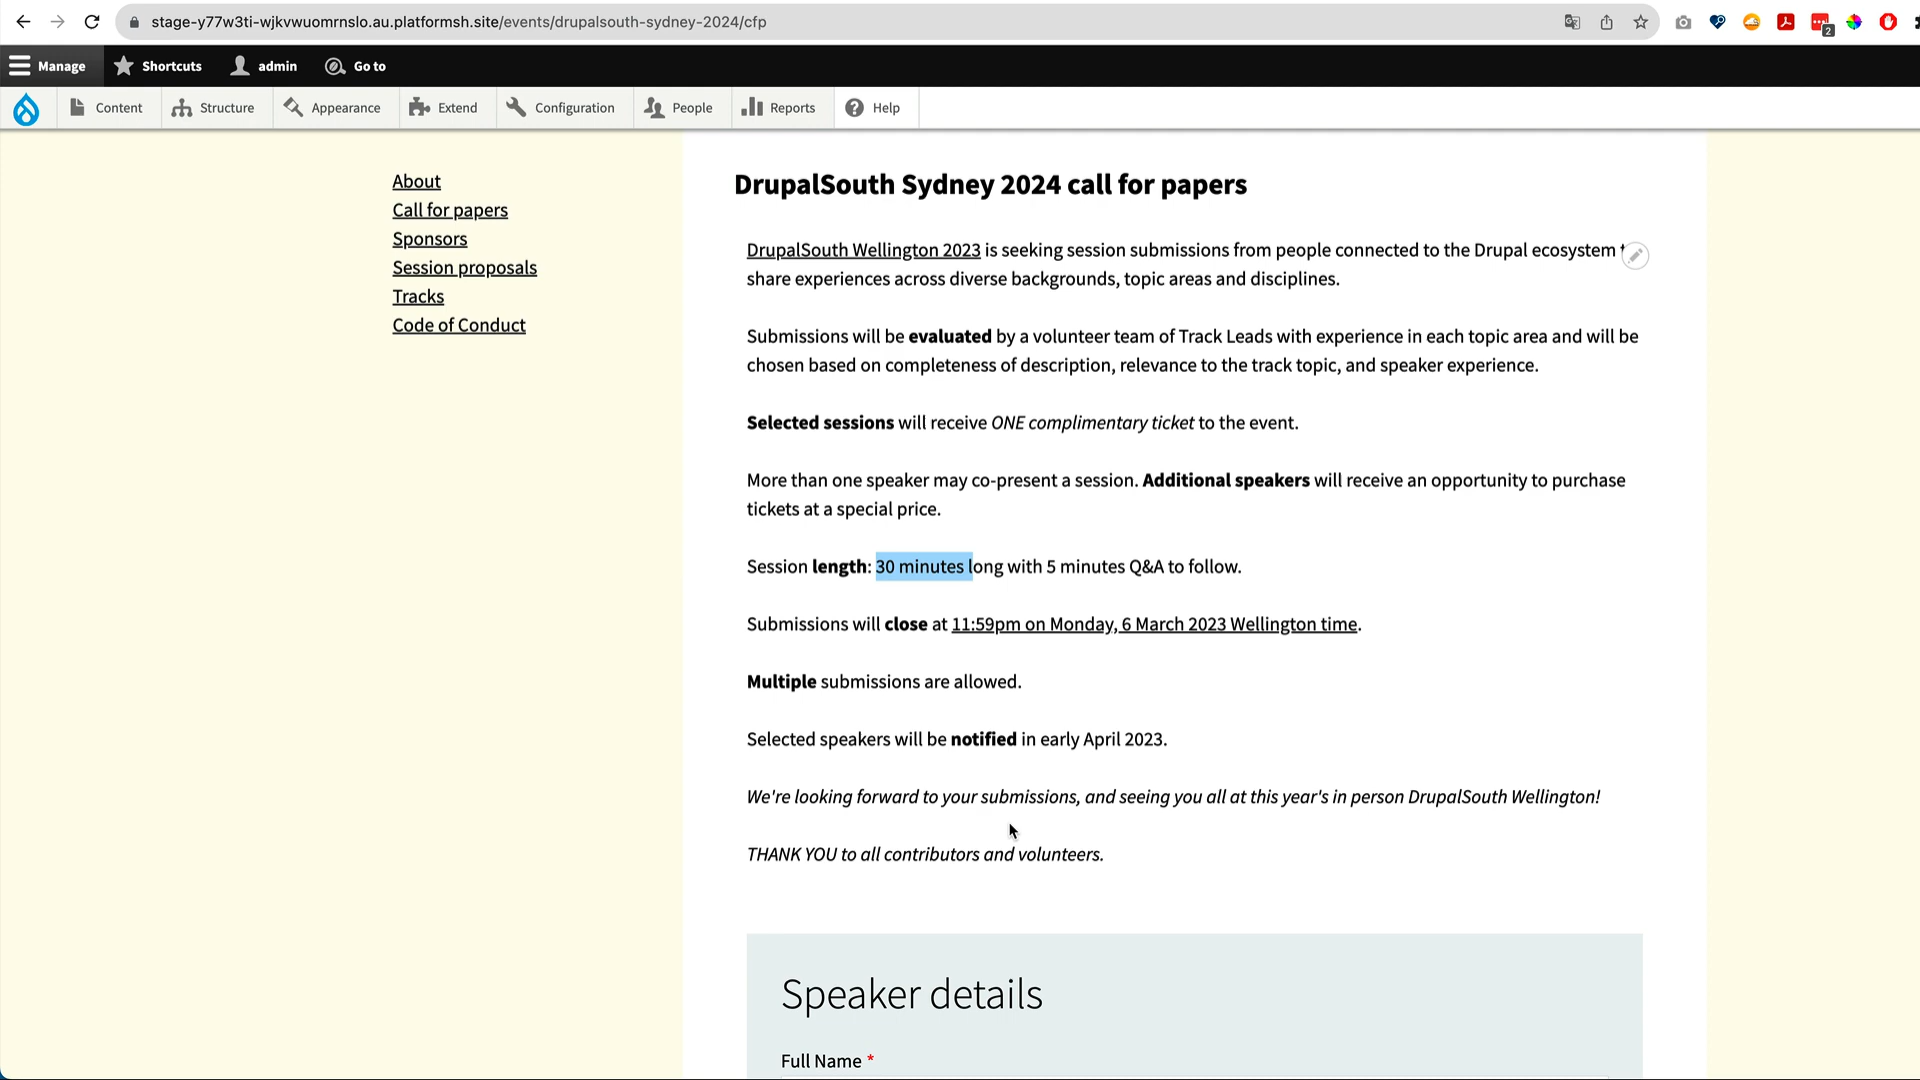 stage-y77w3ti-wjkvwuomrnslo.au.platformsh.site/events/drupalsouth-sydney-2024/cfp
2
Manage Shortcuts admin Go to
Content Structure Appearance Extend Configuration People Reports Help
About
Call for papers
Sponsors
Session proposals
Tracks
Code of Conduct
DrupalSouth Sydney 2024 call for papers
DrupalSouth Wellington 2023 is seeking session submissions from people connected to the Drupal ecosystem
share experiences across diverse backgrounds, topic areas and disciplines.
Submissions will be evaluated by a volunteer team of Track Leads with experience in each topic area and will be
chosen based on completeness of description, relevance to the track topic, and speaker experience.
Selected sessions will receive ONE complimentary ticket to the event.
More than one speaker may co-present a session. Additional speakers will receive an opportunity to purchase
tickets at a special price.
Session length: 30 minutes long with 5 minutes Q&A to follow.
Submissions will close at 11:59pm on Monday, 6 March 2023 Wellington time.
Multiple submissions are allowed.
Selected speakers will be notified in early April 2023.
We're looking forward to your submissions, and seeing you all at this year's in person DrupalSouth Wellington!
THANK YOU to all contributors and volunteers.
Speaker details
Full Name *